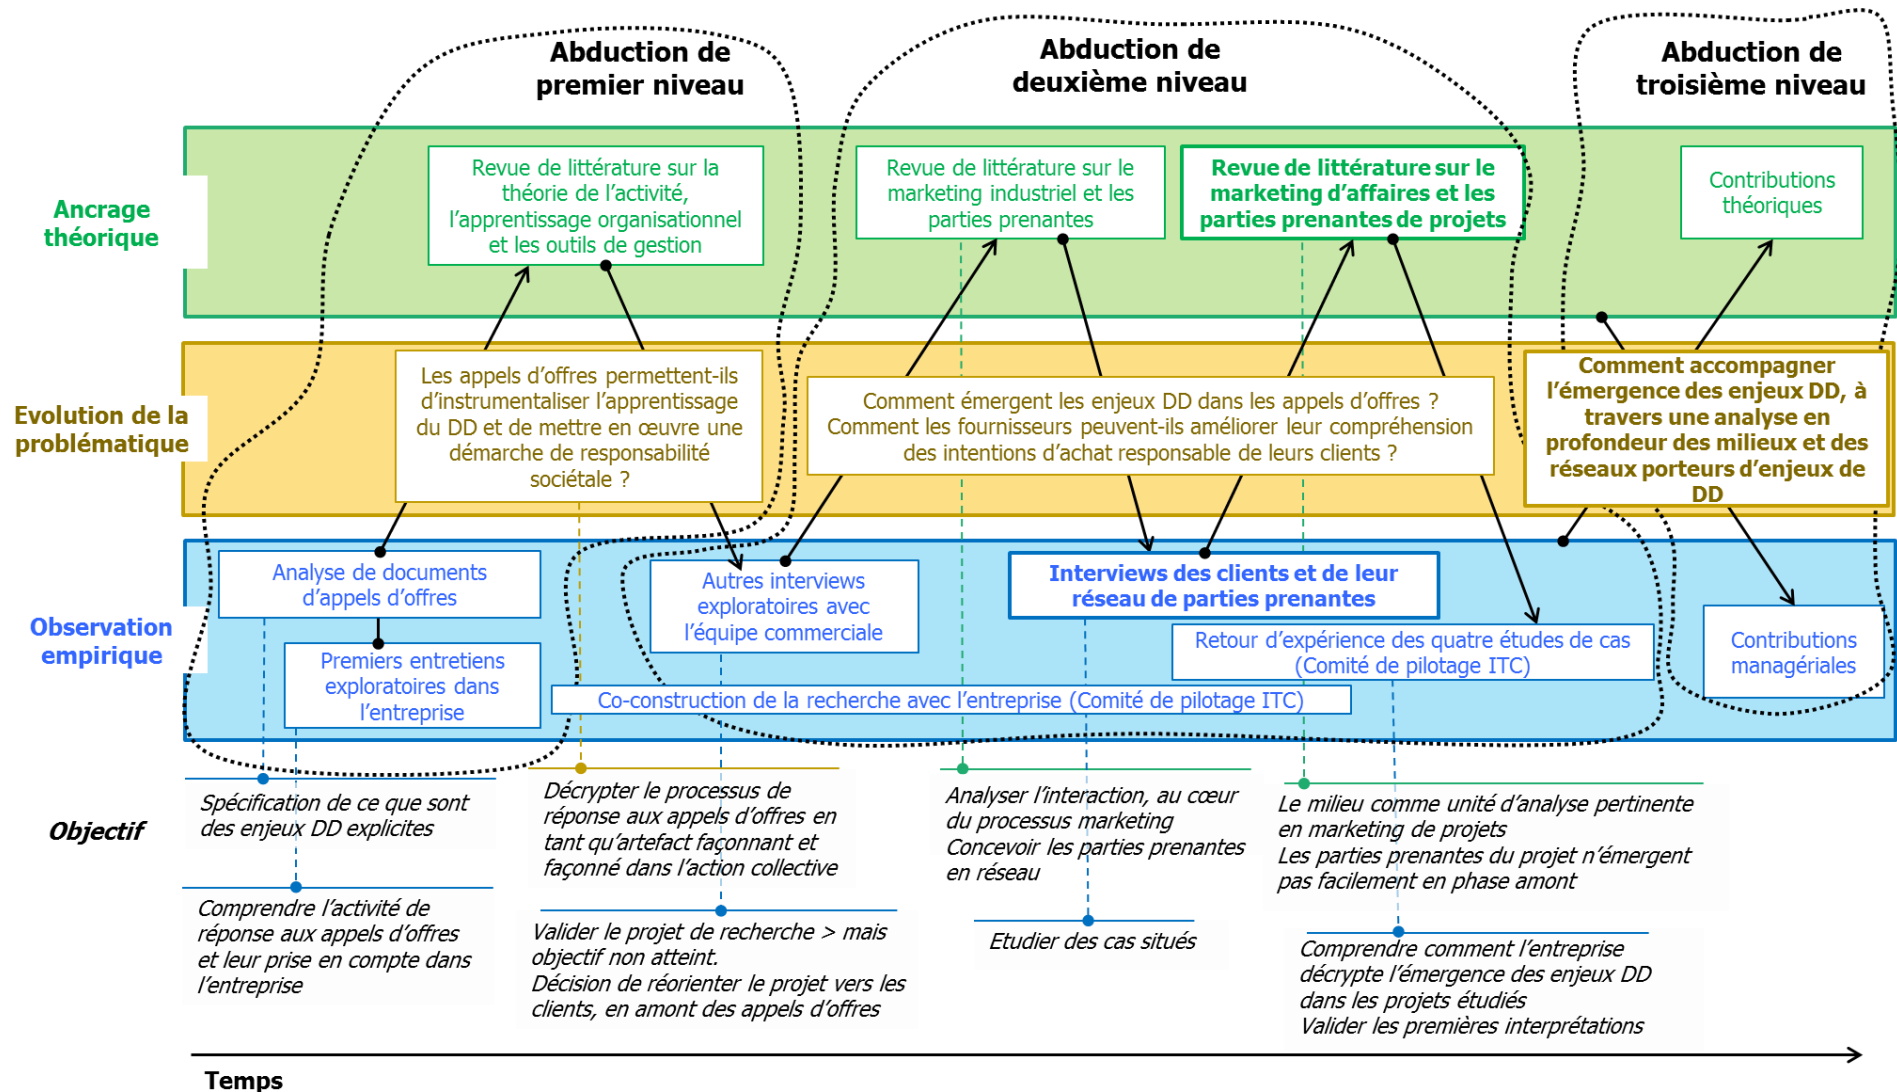 Abduction de
premier niveau
Abduction de
deuxième niveau
Abduction de
troisième niveau
Ancrage
théorique
Revue de littérature sur la
théorie de l’activité,
l’apprentissage organisationnel
et les outils de gestion
Revue de littérature sur le
marketing industriel et les
parties prenantes
Revue de littérature sur le
marketing d’affaires et les
parties prenantes de projets
Contributions
théoriques
Evolution de la
problématique
Les appels d’offres permettent-ils
d’instrumentaliser l’apprentissage
du DD et de mettre en œuvre une
démarche de responsabilité
sociétale ?
Comment émergent les enjeux DD dans les appels d’offres ?
Comment les fournisseurs peuvent-ils améliorer leur compréhension
des intentions d’achat responsable de leurs clients ?
Comment accompagner
l’émergence des enjeux DD, à
travers une analyse en
profondeur des milieux et des
réseaux porteurs d’enjeux de
DD
Observation
empirique
Analyse de documents
d’appels d’offres
Premiers entretiens
exploratoires dans
l’entreprise
Autres interviews
exploratoires avec
l’équipe commerciale
Interviews des clients et de leur
réseau de parties prenantes
Retour d’expérience des quatre études de cas
(Comité de pilotage ITC)
Contributions
managériales
Co-construction de la recherche avec l’entreprise (Comité de pilotage ITC)
Objectif
Spécification de ce que sont
des enjeux DD explicites
Comprendre l’activité de
réponse aux appels d’offres
et leur prise en compte dans
l’entreprise
Décrypter le processus de
réponse aux appels d’offres en
tant qu’artefact façonnant et
façonné dans l’action collective
Valider le projet de recherche > mais
objectif non atteint.
Décision de réorienter le projet vers les
clients, en amont des appels d’offres
Analyser l’interaction, au cœur
du processus marketing
Concevoir les parties prenantes
en réseau
Etudier des cas situés
Le milieu comme unité d’analyse pertinente
en marketing de projets
Les parties prenantes du projet n’émergent
pas facilement en phase amont
Comprendre comment l’entreprise
décrypte l’émergence des enjeux DD
dans les projets étudiés
Valider les premières interprétations
Temps